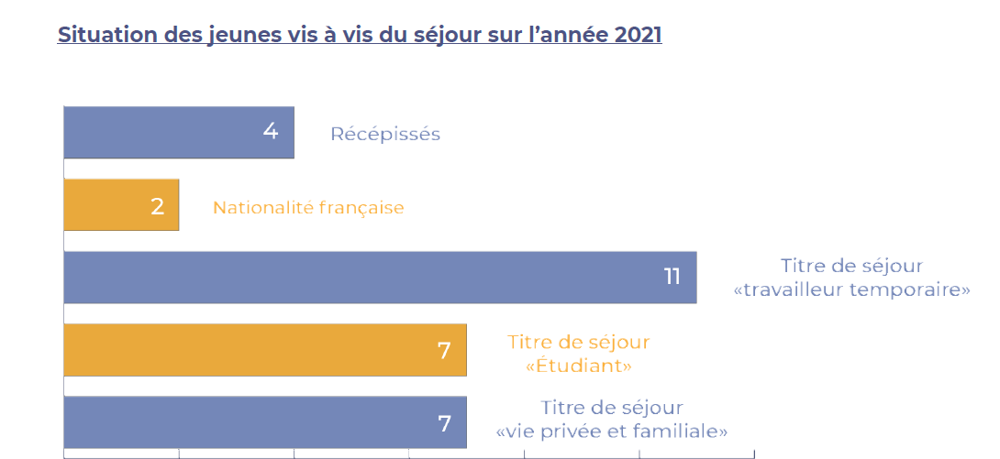 Situation des jeunes vis à vis du séjour sur l’année 2021
4
Récépissés
2
Nationalité française
11
Titre de séjour
«travailleur temporaire»
7
Titre de séjour
«Étudiant»
7
Titre de séjour
«vie privée et familiale»